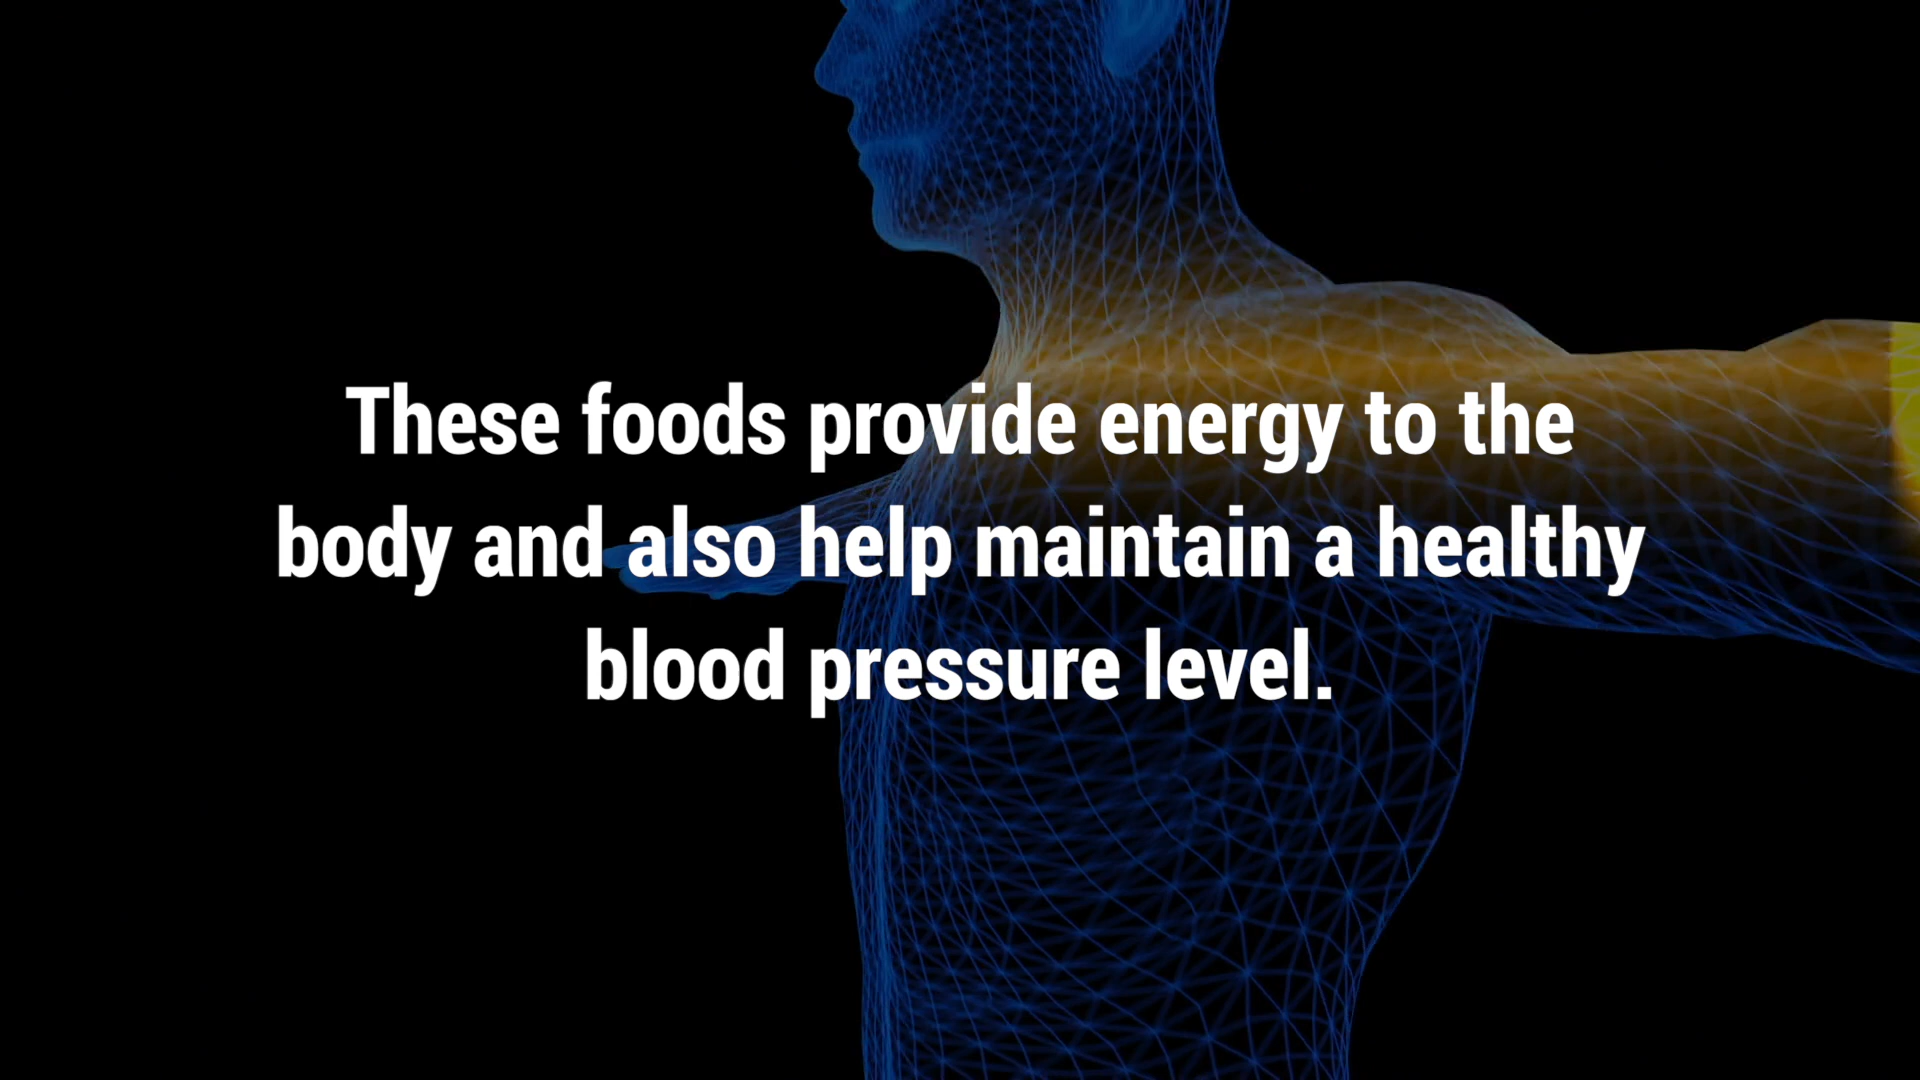 These foods provide energy to the
body and also help maintain a healthy
blood pressure level.